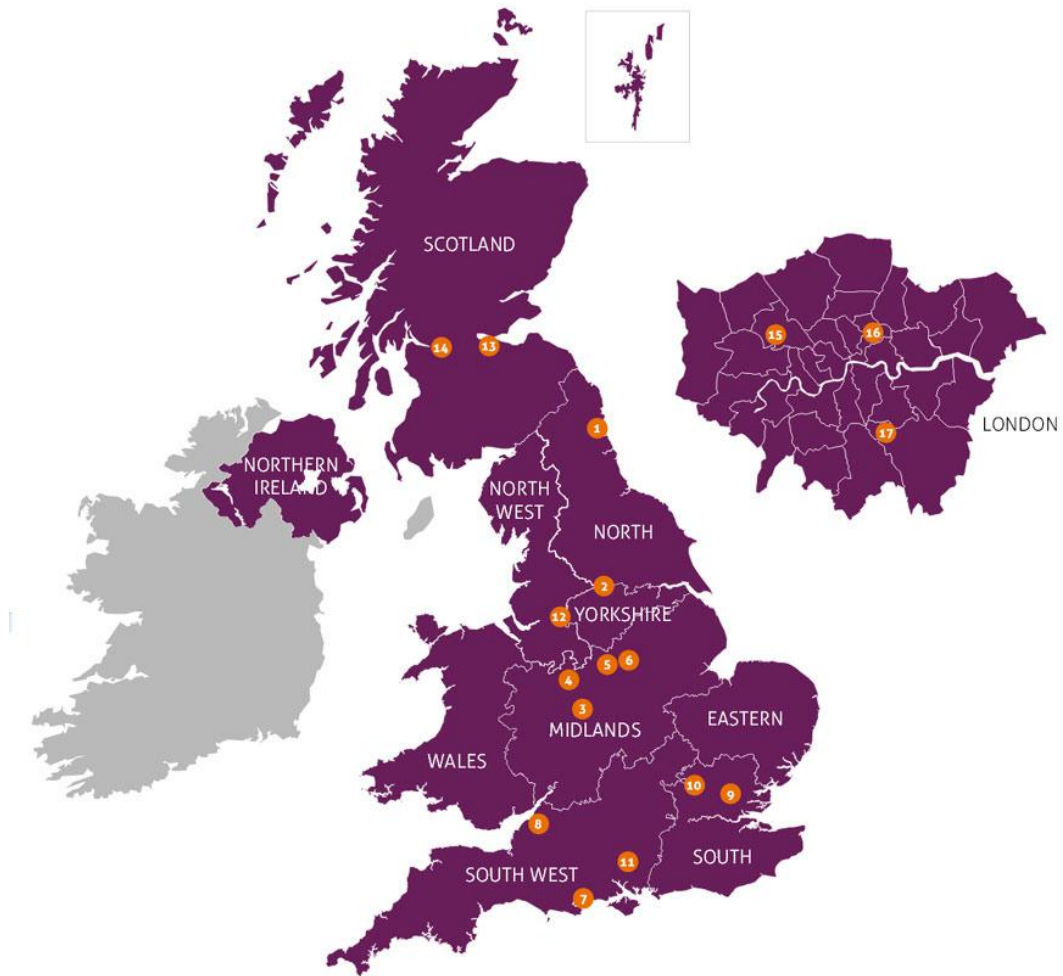 SCOTLAND
14
13
15
16
17
LONDON
1
NORTHERN
IRELAND
NORTH
WEST
NORTH
2
12
YORKSHIRE
5
6
4
3
MIDLANDS
EASTERN
WALES
10
9
8
11
SOUTH
SOUTH WEST
7